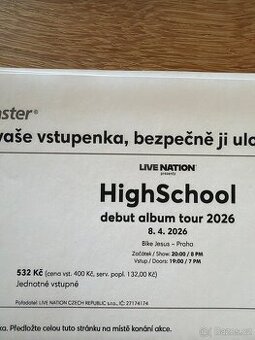 aster®
vaše vstupenka, bezpečně ji ulo
LIVE NATION
presents
HighSchool
debut album tour 2026
8. 4. 2026
Bike Jesus – Praha
Začátek / Show: 20:00 / 8 PM
Vstup / Doors: 19:00 / 7 PM
532 Kč (cena vst. 400 Kč, serv. popl. 132,00 Kč)
Jednotné vstupné
Pořadatel: LIVE NATION CZECH REPUBLIC s.r.o., IČ: 27174174
ka. Předložte celou tuto stránku na místě konání akce.